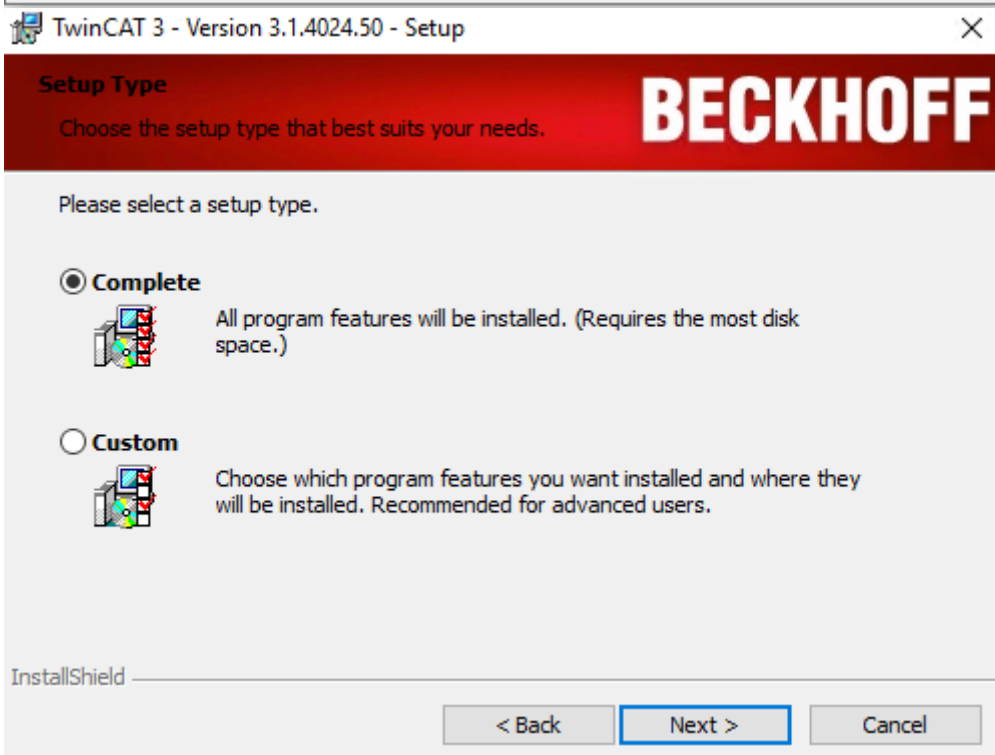 TwinCAT 3 - Version 3.1.4024.50 - Setup
Setup Type
BECKHOFF
Choose the setup type that best suits your needs.
Please select a setup type.
Complete
All program features will be installed. (Requires the most disk
space.)
Custom
Choose which program features you want installed and where they
will be installed. Recommended for advanced users.
InstallShield
< Back Next > Cancel